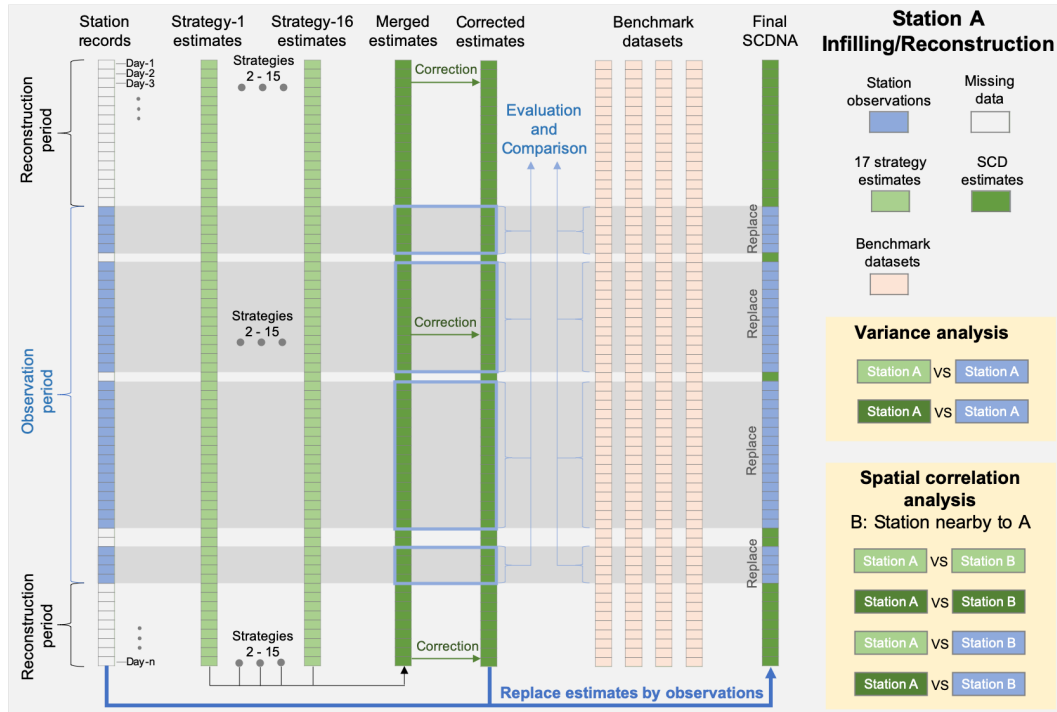 Station
records
Strategy-1
estimates
Strategy-16
estimates
Merged
estimates
Corrected
estimates
Benchmark
datasets
Final
SCDNA
Day-1
Day-2
Day-3
Strategies
2 - 15
Correction
Reconstruction
period
Evaluation
and
Comparison
Replace
Observation
period
Strategies
2 - 15
Correction
Replace
Replace
Replace
Reconstruction
period
Day-n
Strategies
2 - 15
Correction
Replace estimates by observations
Station A
Infilling/Reconstruction
Station
observations
Missing
data
17 strategy
estimates
SCD
estimates
Benchmark
datasets
Variance analysis
Station A VS Station A
Station A VS Station A
Spatial correlation
analysis
B: Station nearby to A
Station A VS Station B
Station A VS Station B
Station A VS Station B
Station A VS Station B